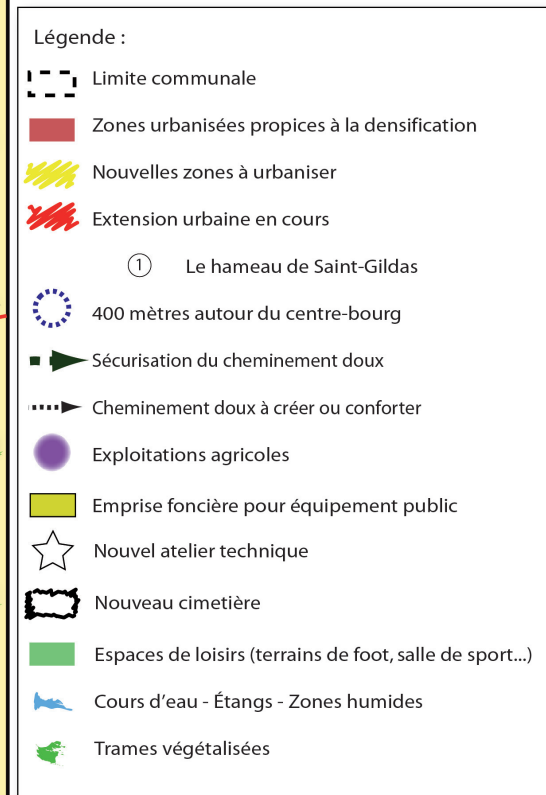 Légende :
Limite communale
Zones urbanisées propices à la densification
Nouvelles zones à urbaniser
Extension urbaine en cours
1 Le hameau de Saint-Gildas
400 mètres autour du centre-bourg
Sécurisation du cheminement doux
Cheminement doux à créer ou conforter
Exploitations agricoles
Emprise foncière pour équipement public
Nouvel atelier technique
Nouveau cimetière
Espaces de loisirs (terrains de foot, salle de sport...)
Cours d'eau - Étangs - Zones humides
Trames végétalisées